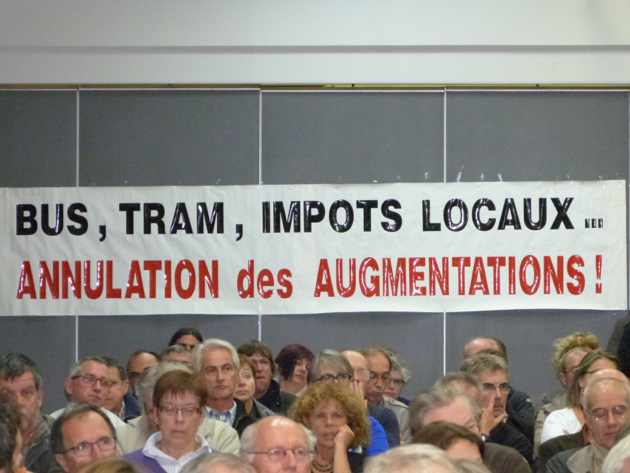 BUS, TRAM, IMPOTS LOCAUX...
ANNULATION des AUGMENTATIONS!